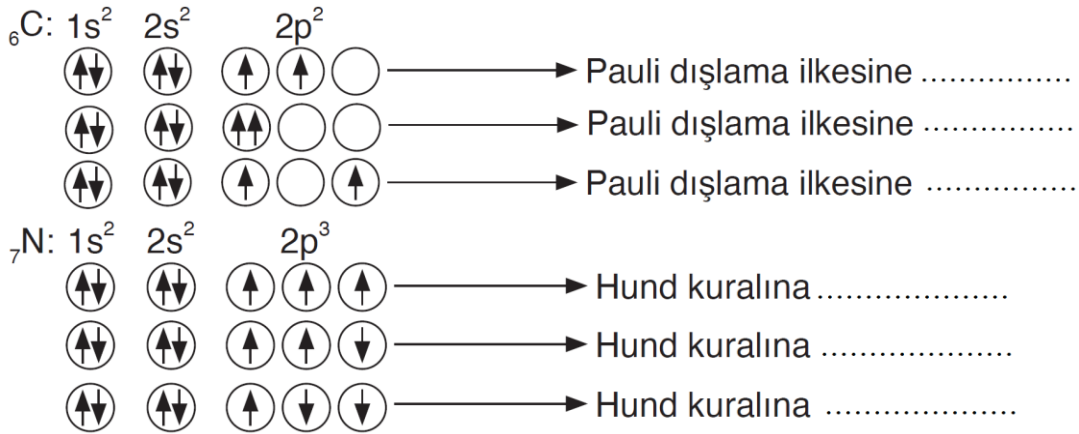 ₆C: 1s² 2s² 2p²
Pauli dışlama ilkesine ................
Pauli dışlama ilkesine ................
Pauli dışlama ilkesine ................
₇N: 1s² 2s² 2p³
Hund kuralına ....................
Hund kuralına ....................
Hund kuralına ....................